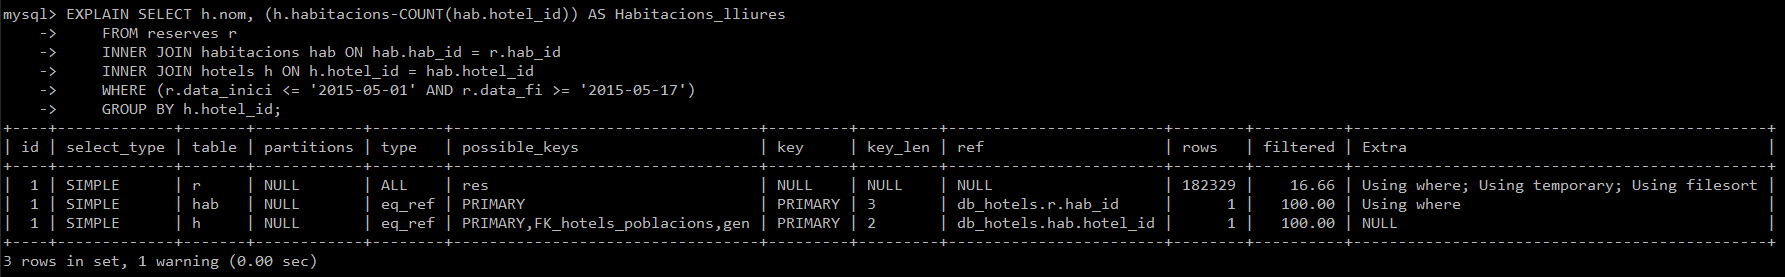 mysql> EXPLAIN SELECT h.nom, (h.habitacions-COUNT(hab.hotel_id)) AS Habitacions_lliures
    ->     FROM reserves r
    ->     INNER JOIN habitacions hab ON hab.hab_id = r.hab_id
    ->     INNER JOIN hotels h ON h.hotel_id = hab.hotel_id
    ->     WHERE (r.data_inici <= '2015-05-01' AND r.data_fi >= '2015-05-17')
    ->     GROUP BY h.hotel_id;
+----+-------------+-------+------------+--------+----------------------------------+---------+---------+-----------------------+--------+----------+----------------------------------------------+
| id | select_type | table | partitions | type   | possible_keys                    | key     | key_len | ref                   | rows   | filtered | Extra                                        |
+----+-------------+-------+------------+--------+----------------------------------+---------+---------+-----------------------+--------+----------+----------------------------------------------+
|  1 | SIMPLE      | r     | NULL       | ALL    | res                              | NULL    | NULL    | NULL                  | 182329 |    16.66 | Using where; Using temporary; Using filesort |
|  1 | SIMPLE      | hab   | NULL       | eq_ref | PRIMARY                          | PRIMARY | 3       | db_hotels.r.hab_id    |      1 |   100.00 | Using where                                  |
|  1 | SIMPLE      | h     | NULL       | eq_ref | PRIMARY,FK_hotels_poblacions,gen | PRIMARY | 2       | db_hotels.hab.hotel_id |      1 |   100.00 | NULL                                         |
+----+-------------+-------+------------+--------+----------------------------------+---------+---------+-----------------------+--------+----------+----------------------------------------------+
3 rows in set, 1 warning (0.00 sec)